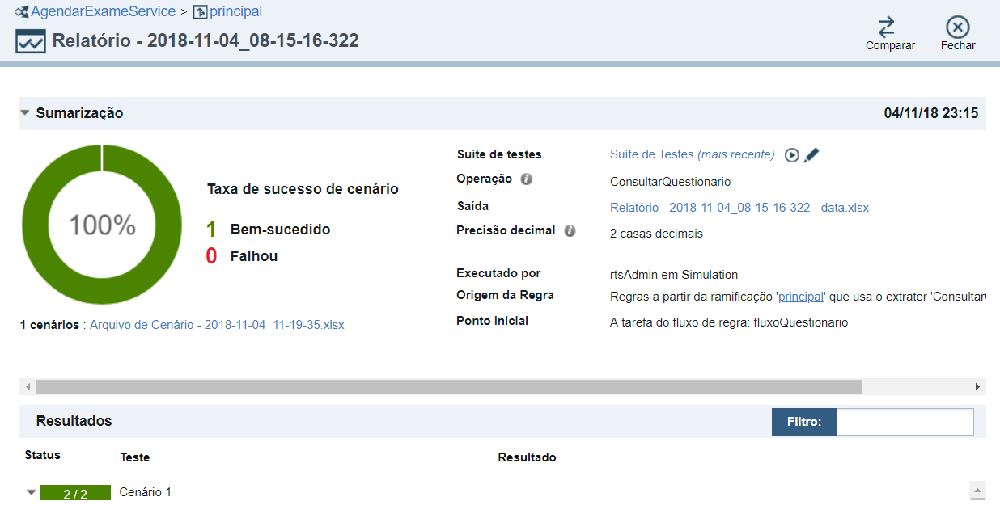 AgendarExameService > principal
Relatório - 2018-11-04_08-15-16-322
Comparar
Fechar
Sumarização
04/11/18 23:15
100%
Taxa de sucesso de cenário
1 Bem-sucedido
0 Falhou
1 cenários : Arquivo de Cenário - 2018-11-04_11-19-35.xlsx
Suíte de testes Suíte de Testes (mais recente)
Operação ConsultarQuestionario
Saída Relatório - 2018-11-04_08-15-16-322 - data.xlsx
Precisão decimal 2 casas decimais
Executado por rtsAdmin em Simulation
Origem da Regra Regras a partir da ramificação 'principal' que usa o extrator 'Consultar
Ponto inicial A tarefa do fluxo de regra: fluxoQuestionario
Resultados
Filtro:
Status Teste Resultado
2 / 2 Cenário 1